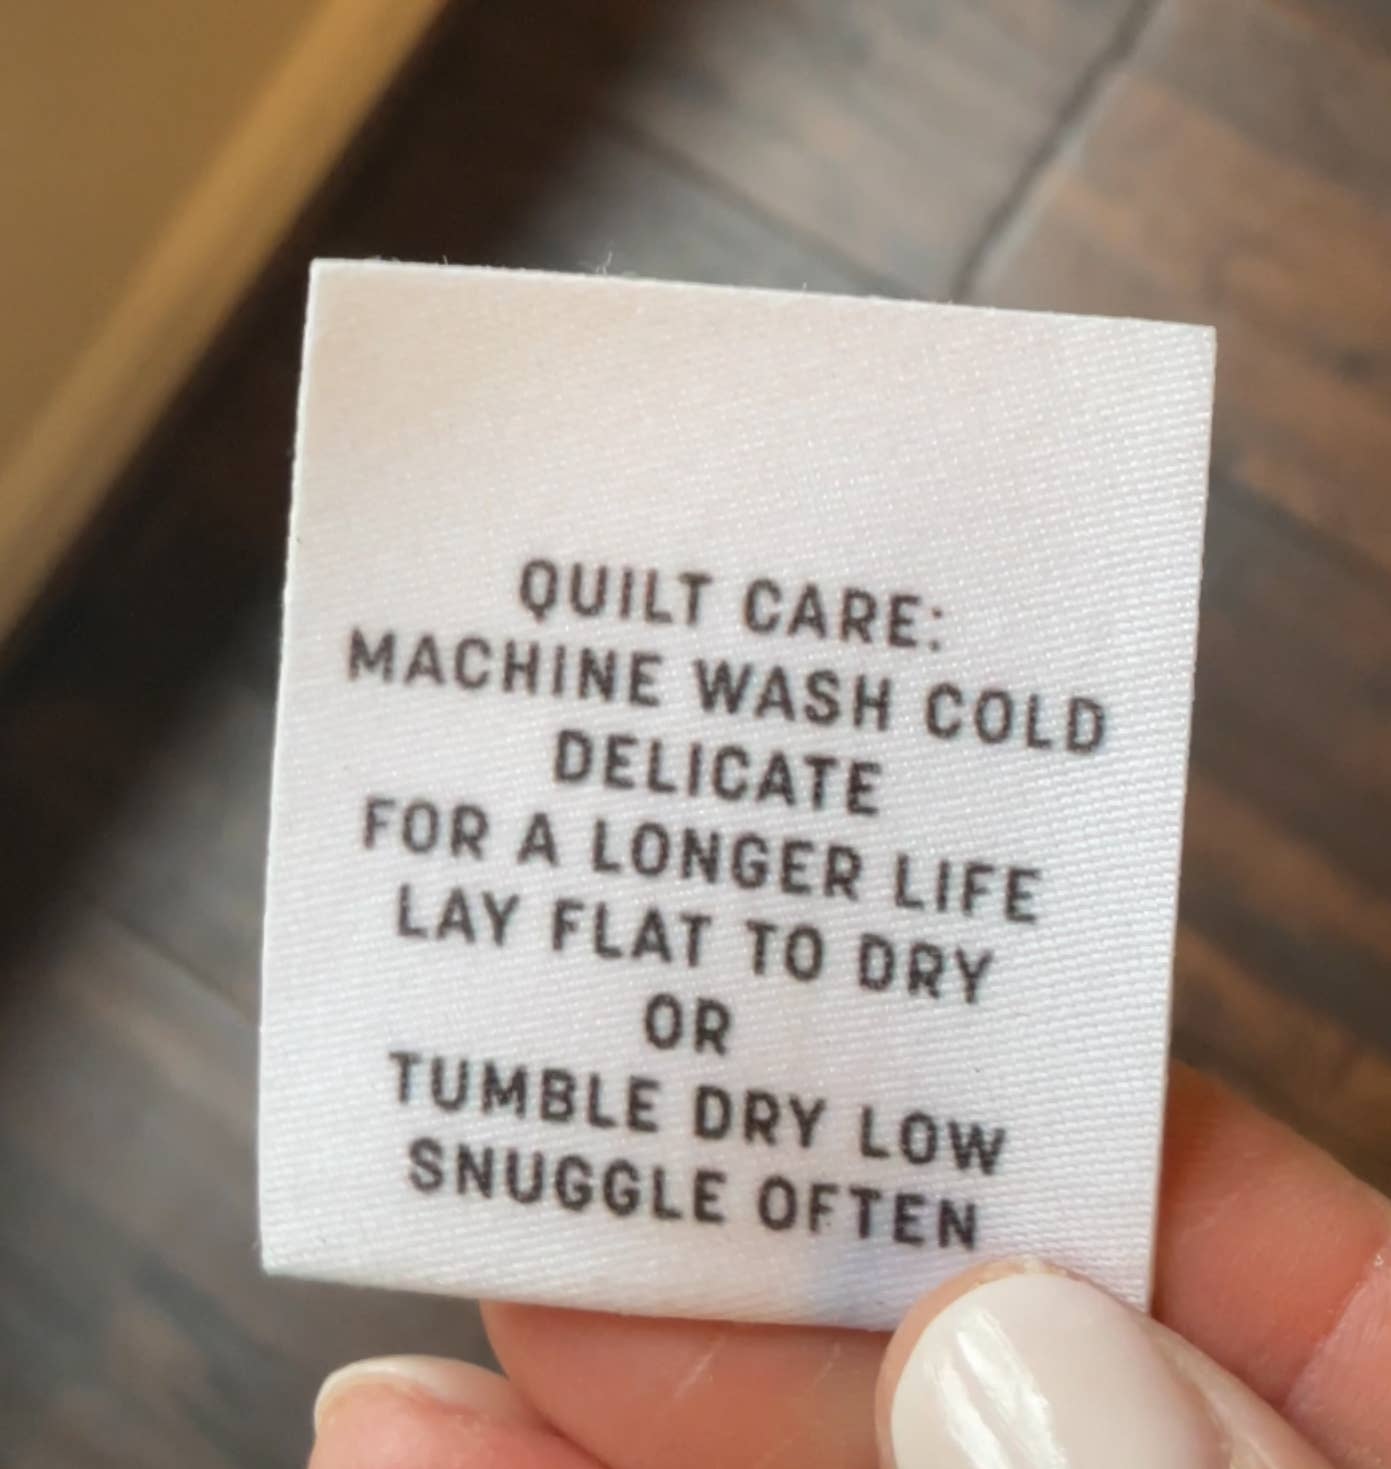 QUILT CARE:
MACHINE WASH COLD
DELICATE
FOR A LONGER LIFE
LAY FLAT TO DRY
OR
TUMBLE DRY LOW
SNUGGLE OFTEN